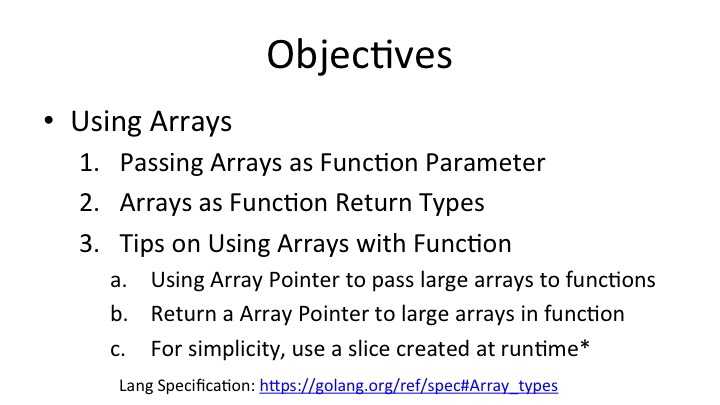 Objectives
• Using Arrays
1. Passing Arrays as Function Parameter
2. Arrays as Function Return Types
3. Tips on Using Arrays with Function
a. Using Array Pointer to pass large arrays to functions
b. Return a Array Pointer to large arrays in function
c. For simplicity, use a slice created at runtime*
Lang Specification: https://golang.org/ref/spec#Array_types